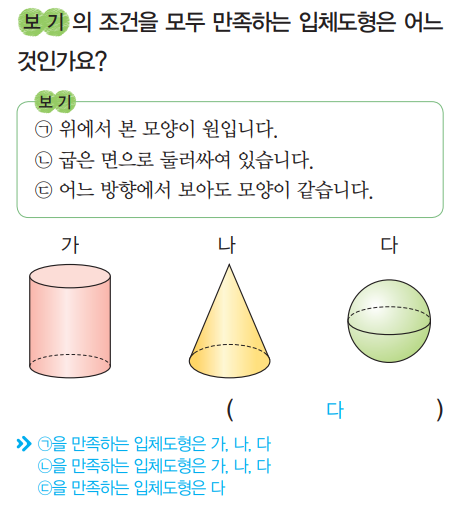 보기의 조건을 모두 만족하는 입체도형은 어느
것인가요?
보기
㉠ 위에서 본 모양이 원입니다.
㉡ 굽은 면으로 둘러싸여 있습니다.
㉢ 어느 방향에서 보아도 모양이 같습니다.
가 나 다
( 다 )
≫ ㉠을 만족하는 입체도형은 가, 나, 다
㉡을 만족하는 입체도형은 가, 나, 다
㉢을 만족하는 입체도형은 다